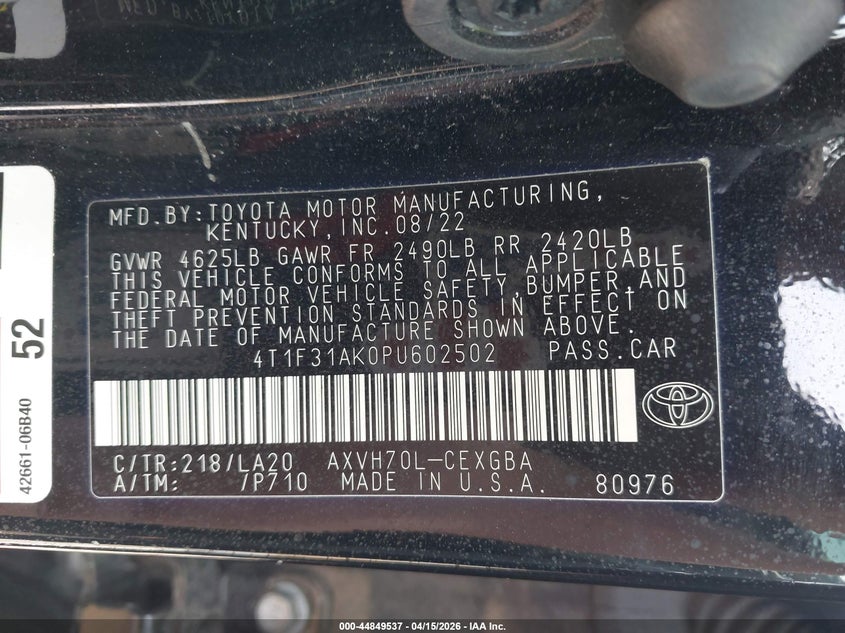 MFD.BY:TOYOTA MOTOR MANUFACTURING,
KENTUCKY,INC.08/22
GVWR 4625LB GAWR FR 2490LB RR 2420LB
THIS VEHICLE CONFORMS TO ALL APPLICABLE
FEDERAL MOTOR VEHICLE SAFETY,BUMPER,AND
THEFT PREVENTION STANDARDS IN EFFECT ON
THE DATE OF MANUFACTURE SHOWN ABOVE.
4T1F31AK0PU602502 PASS.CAR
C/TR:218/LA20 AXVH70L-CEXGBA
A/TM: /P710 MADE IN U.S.A. 80976
52
42661-06B40
000-44849537 - 04/15/2026 - IAA Inc.